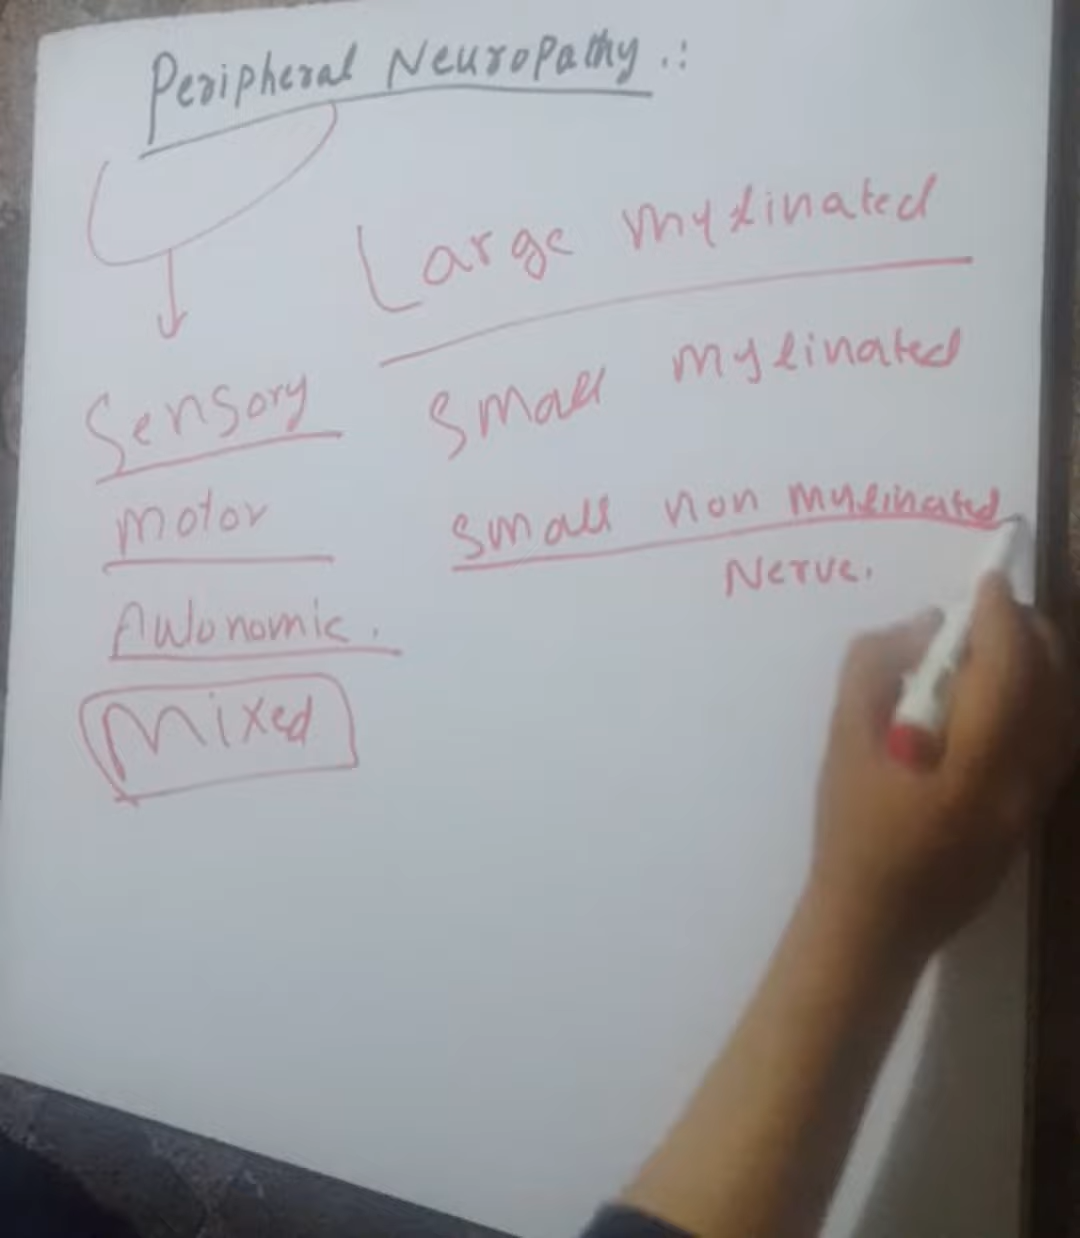 Peripheral Neuropathy .:
Large mylinated
Small mylinated
Small non mylinated
Nerve.
Sensory
Motor
Autonomic.
Mixed